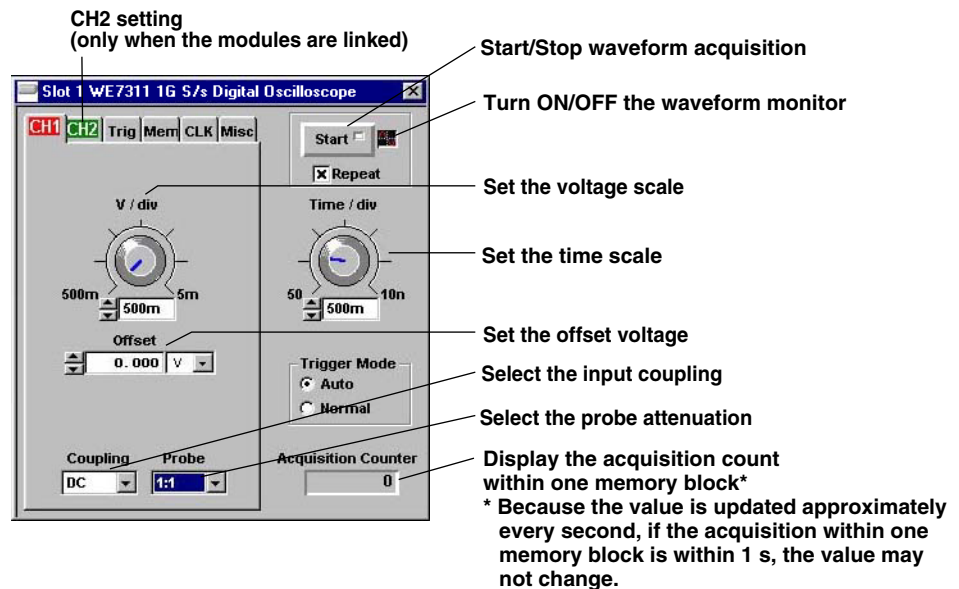 CH2 setting
(only when the modules are linked)
Start/Stop waveform acquisition
Slot 1 WE7311 1G S/s Digital Oscilloscope
Turn ON/OFF the waveform monitor
CH1 CH2 Trig Mem CLK Misc
Start
Repeat
Set the voltage scale
V / div
Time / div
Set the time scale
500m 5m
500m
50 10n
500m
Set the offset voltage
Offset
0.000 V
Trigger Mode
Auto
Normal
Select the input coupling
Select the probe attenuation
Coupling Probe
DC 1:1
Acquisition Counter
0
Display the acquisition count
within one memory block*
* Because the value is updated approximately
every second, if the acquisition within one
memory block is within 1 s, the value may
not change.